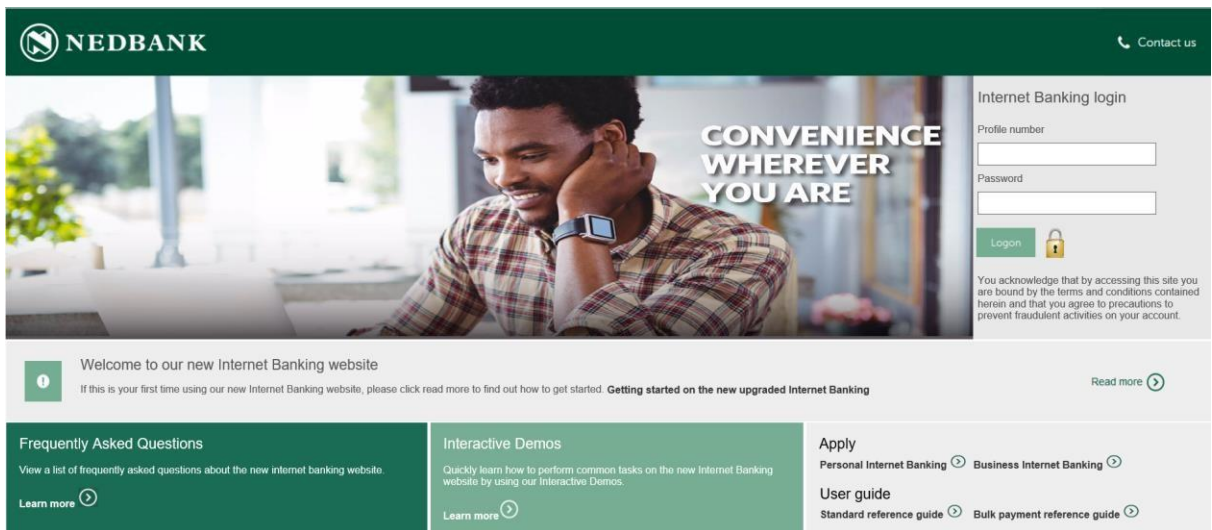 NEDBANK
Contact us
CONVENIENCE
WHEREVER
YOU ARE
Internet Banking login
Profile number
Password
Logon
You acknowledge that by accessing this site you
are bound by the terms and conditions contained
herein and that you agree to precautions to
prevent fraudulent activities on your account.
Welcome to our new Internet Banking website
If this is your first time using our new Internet Banking website, please click read more to find out how to get started. Getting started on the new upgraded Internet Banking
Read more
Frequently Asked Questions
View a list of frequently asked questions about the new internet banking website.
Learn more
Interactive Demos
Quickly learn how to perform common tasks on the new Internet Banking
website by using our Interactive Demos.
Learn more
Apply
Personal Internet Banking Business Internet Banking
User guide
Standard reference guide Bulk payment reference guide